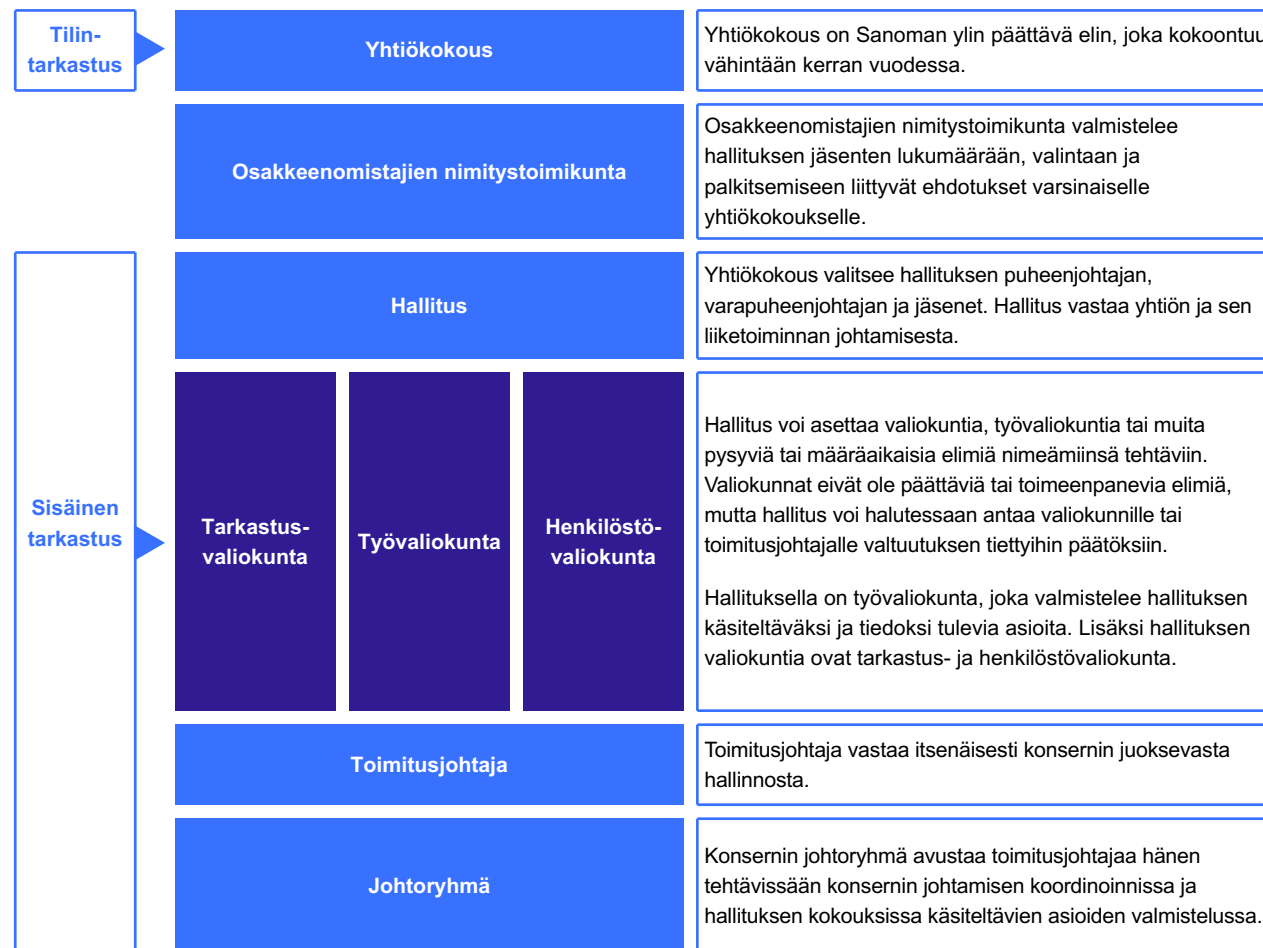 Tilin-
tarkastus
Yhtiökokous
Yhtiökokous on Sanoman ylin päättävä elin, joka kokoontuu
vähintään kerran vuodessa.
Osakkeenomistajien nimitystoimikunta
Osakkeenomistajien nimitystoimikunta valmistelee
hallituksen jäsenten lukumäärään, valintaan ja
palkitsemiseen liittyvät ehdotukset varsinaiselle
yhtiökokoukselle.
Sisäinen
tarkastus
Hallitus
Yhtiökokous valitsee hallituksen puheenjohtajan,
varapuheenjohtajan ja jäsenet. Hallitus vastaa yhtiön ja sen
liiketoiminnan johtamisesta.
Tarkastus-
valiokunta
Työvaliokunta
Henkilöstö-
valiokunta
Hallitus voi asettaa valiokuntia, työvaliokuntia tai muita
pysyviä tai määräaikaisia elimiä nimeämiinsä tehtäviin.
Valiokunnat eivät ole päättäviä tai toimeenpanevia elimiä,
mutta hallitus voi halutessaan antaa valiokunnille tai
toimitusjohtajalle valtuutuksen tiettyihin päätöksiin.
Hallituksella on työvaliokunta, joka valmistelee hallituksen
käsiteltäväksi ja tiedoksi tulevia asioita. Lisäksi hallituksen
valiokuntia ovat tarkastus- ja henkilöstövaliokunta.
Toimitusjohtaja
Toimitusjohtaja vastaa itsenäisesti konsernin juoksevasta
hallinnosta.
Johtoryhmä
Konsernin johtoryhmä avustaa toimitusjohtajaa hänen
tehtävissään konsernin johtamisen koordinoinnissa ja
hallituksen kokouksissa käsiteltävien asioiden valmistelussa.